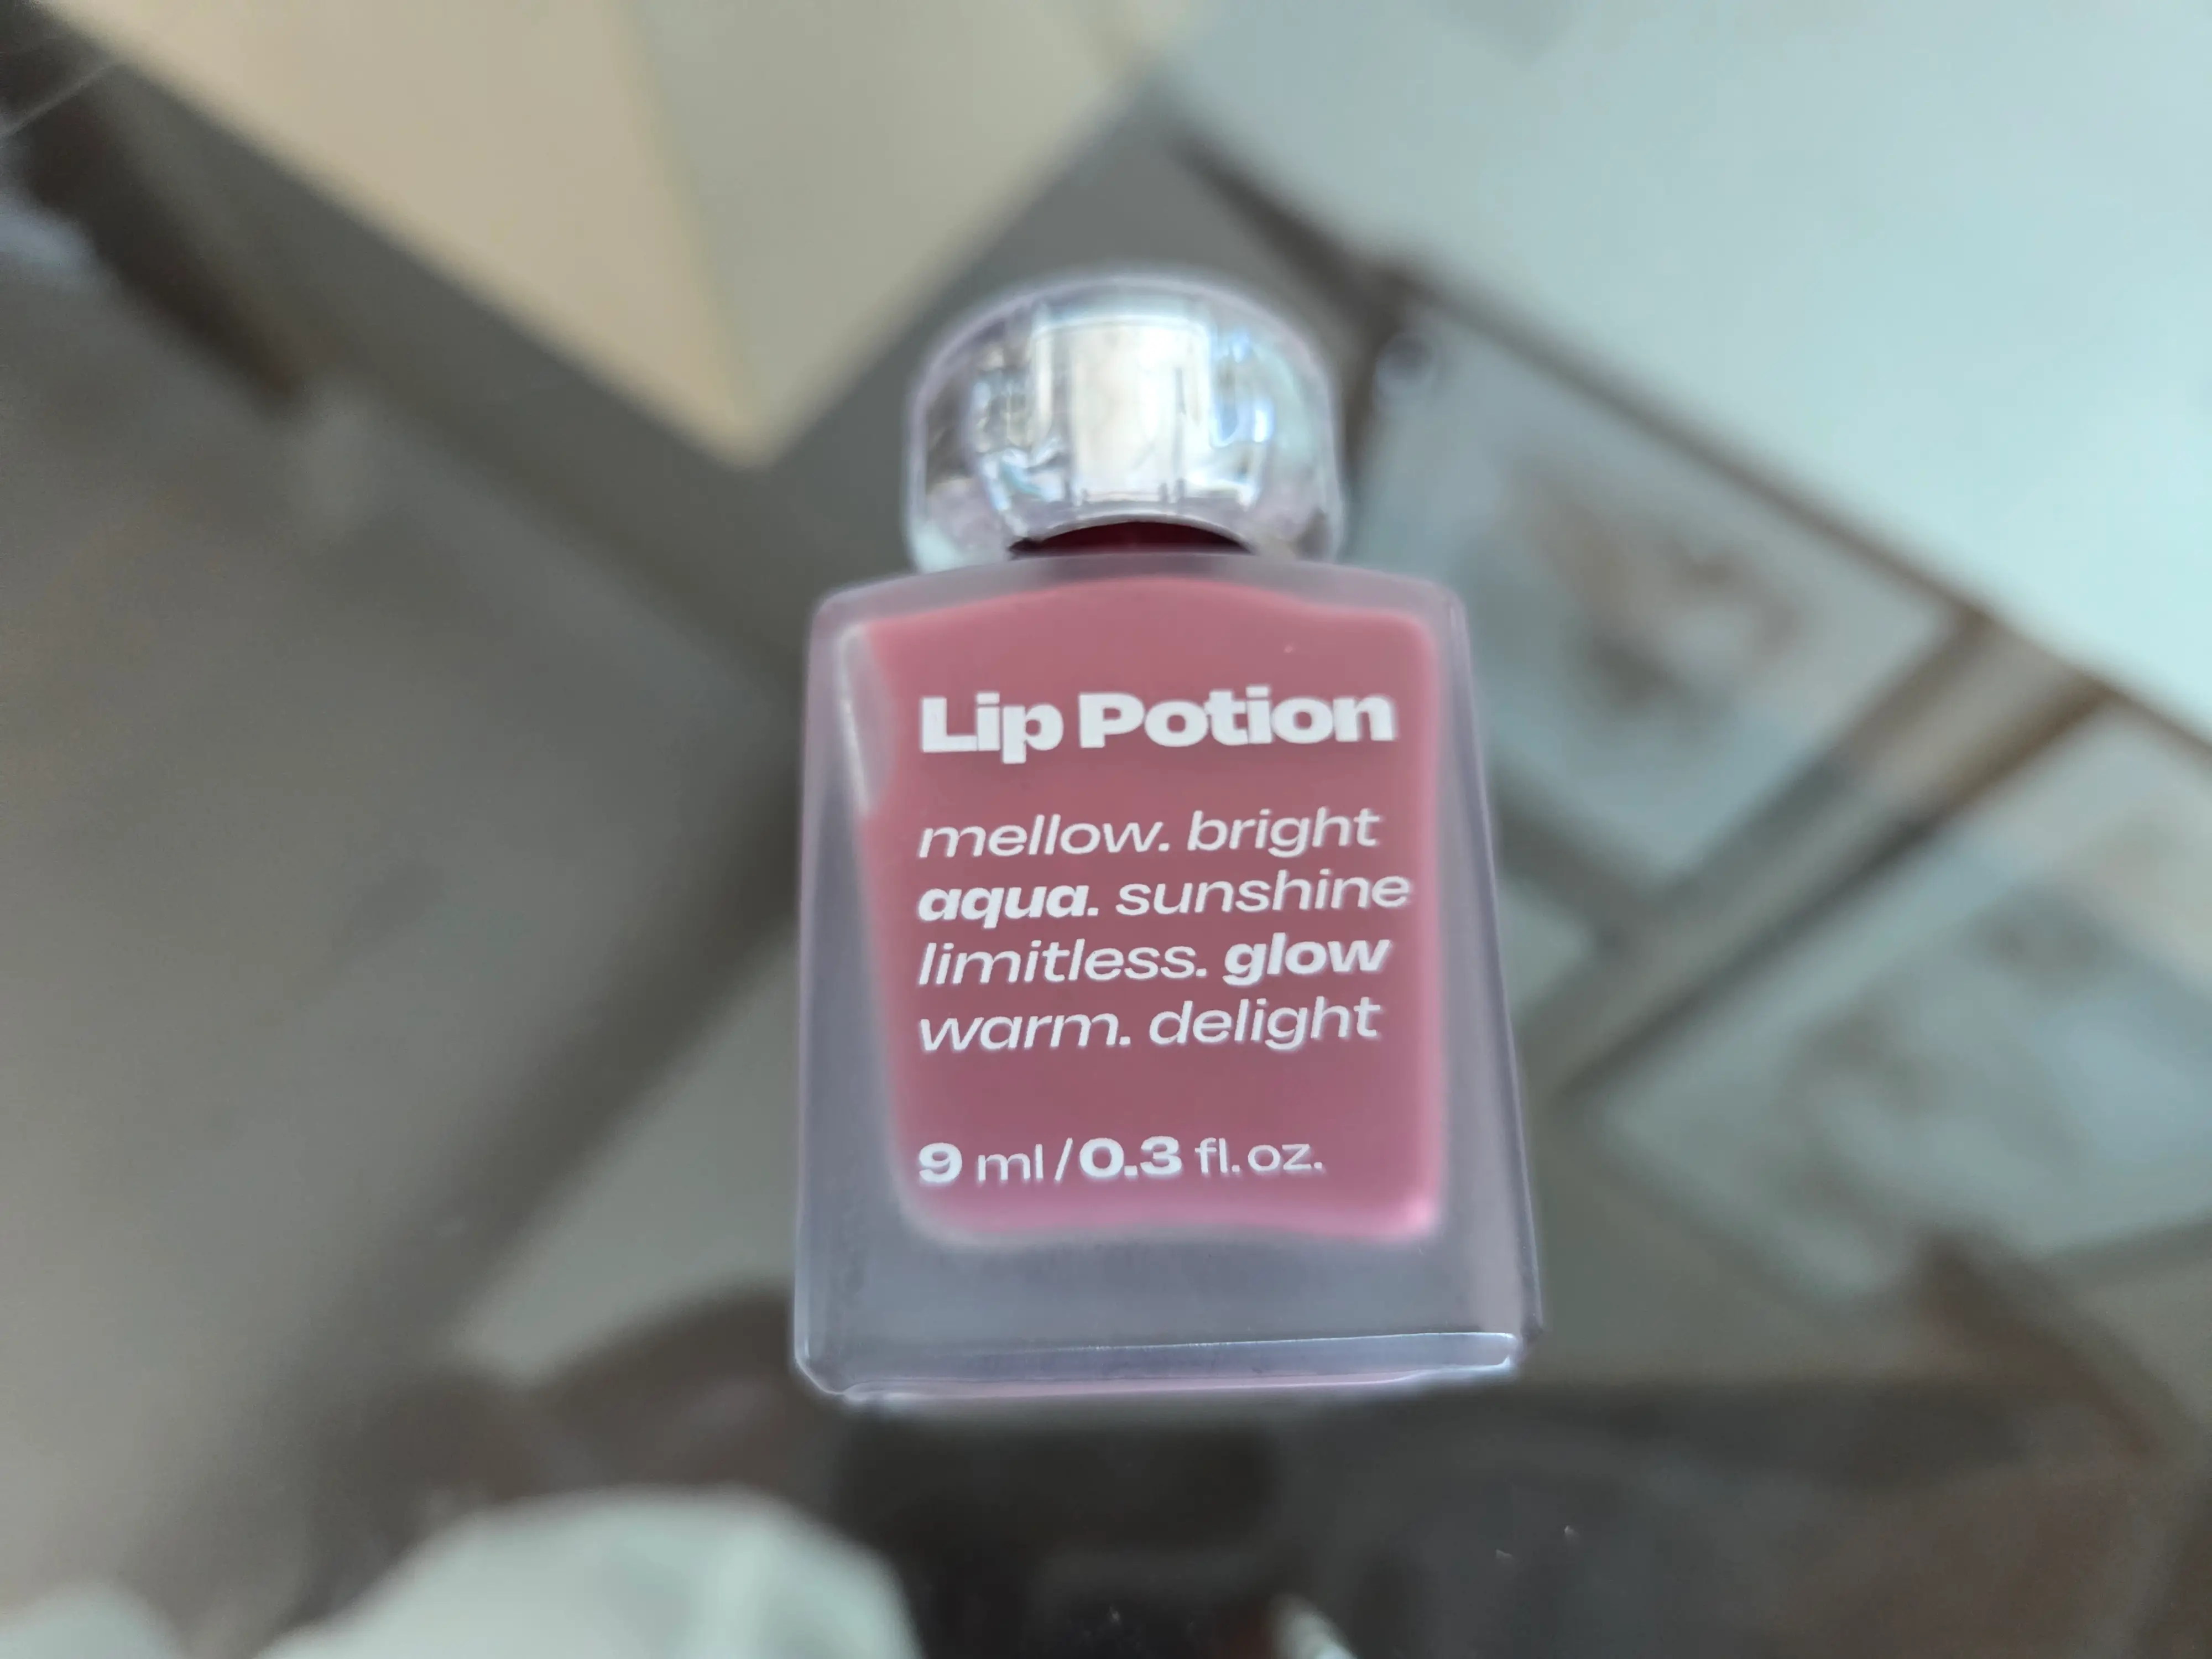 Lip Potion
mellow. bright
aqua. sunshine
limitless. glow
warm. delight
9 ml/0.3 fl.oz.